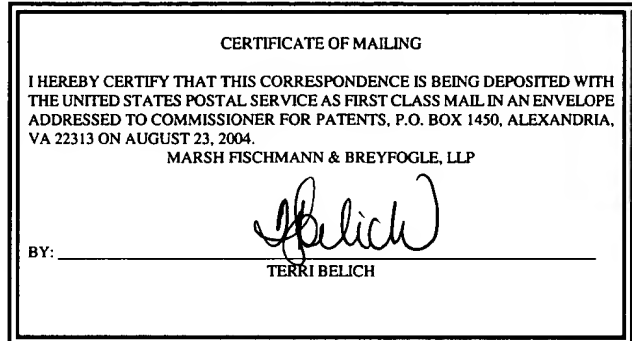 CERTIFICATE OF MAILING
I HEREBY CERTIFY THAT THIS CORRESPONDENCE IS BEING DEPOSITED WITH
THE UNITED STATES POSTAL SERVICE AS FIRST CLASS MAIL IN AN ENVELOPE
ADDRESSED TO COMMISSIONER FOR PATENTS, P.O. BOX 1450, ALEXANDRIA,
VA 22313 ON AUGUST 23, 2004.
MARSH FISCHMANN & BREYFOGLE, LLP
TBelich
BY:
TERRI BELICH